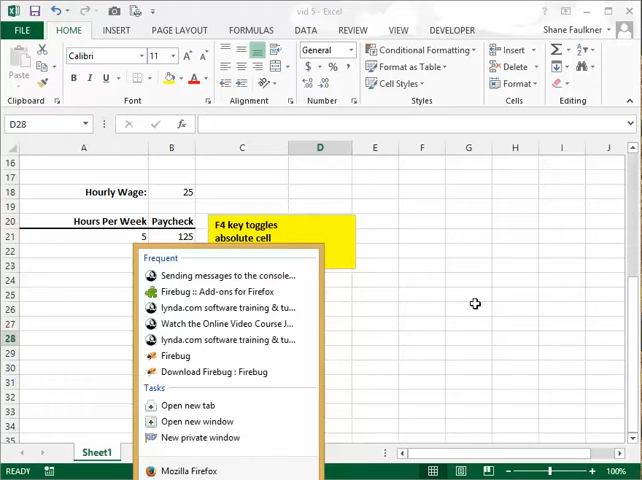 vid 5 - Excel
FILE HOME INSERT PAGE LAYOUT FORMULAS DATA REVIEW VIEW DEVELOPER Shane Faulkner
Paste
Calibri 11
B I U
Alignment
General
$ % ,
Conditional Formatting
Format as Table
Cell Styles
Insert
Delete
Format
Editing
Clipboard Font Alignment Number Styles Cells Editing
D28 fx
A B C D E F G H I J
16
17
18 Hourly Wage: 25
19
20 Hours Per Week Paycheck F4 key toggles
21 5 125 absolute cell
22
23
24
25
26
27
28
29
30
31
32
33
34
35
Frequent
Sending messages to the console...
Firebug :: Add-ons for Firefox
lynda.com software training & tu...
Watch the Online Video Course J...
lynda.com software training & tu...
Firebug
Download Firebug : Firebug
Tasks
Open new tab
Open new window
New private window
Mozilla Firefox
Sheet1
READY 100%